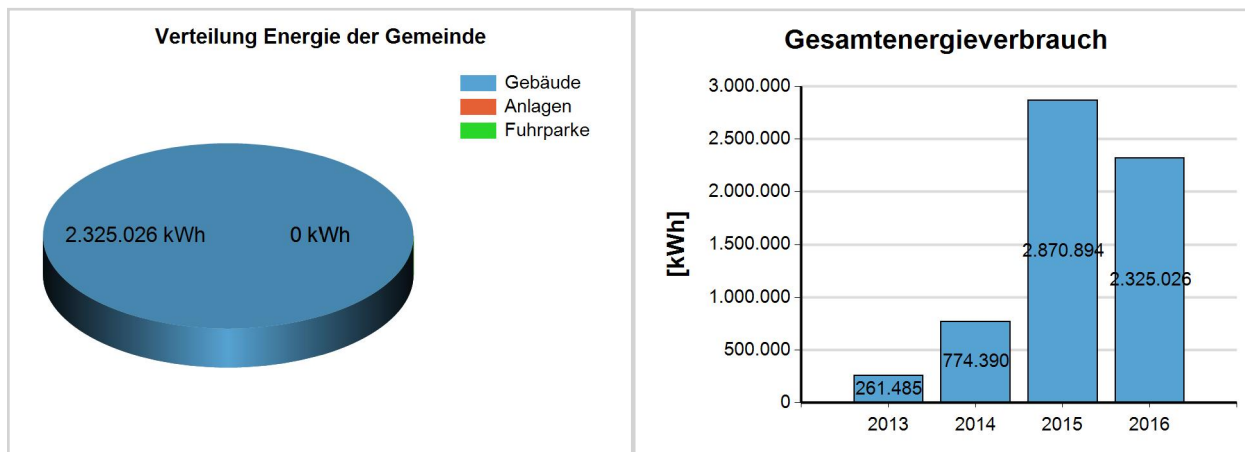 Verteilung Energie der Gemeinde
Gebäude
Anlagen
Fuhrparke
2.325.026 kWh
0 kWh
Gesamtenergieverbrauch
[kWh]
3.000.000
2.500.000
2.000.000
1.500.000
1.000.000
500.000
0
261.485
774.390
2.870.894
2.325.026
2013
2014
2015
2016